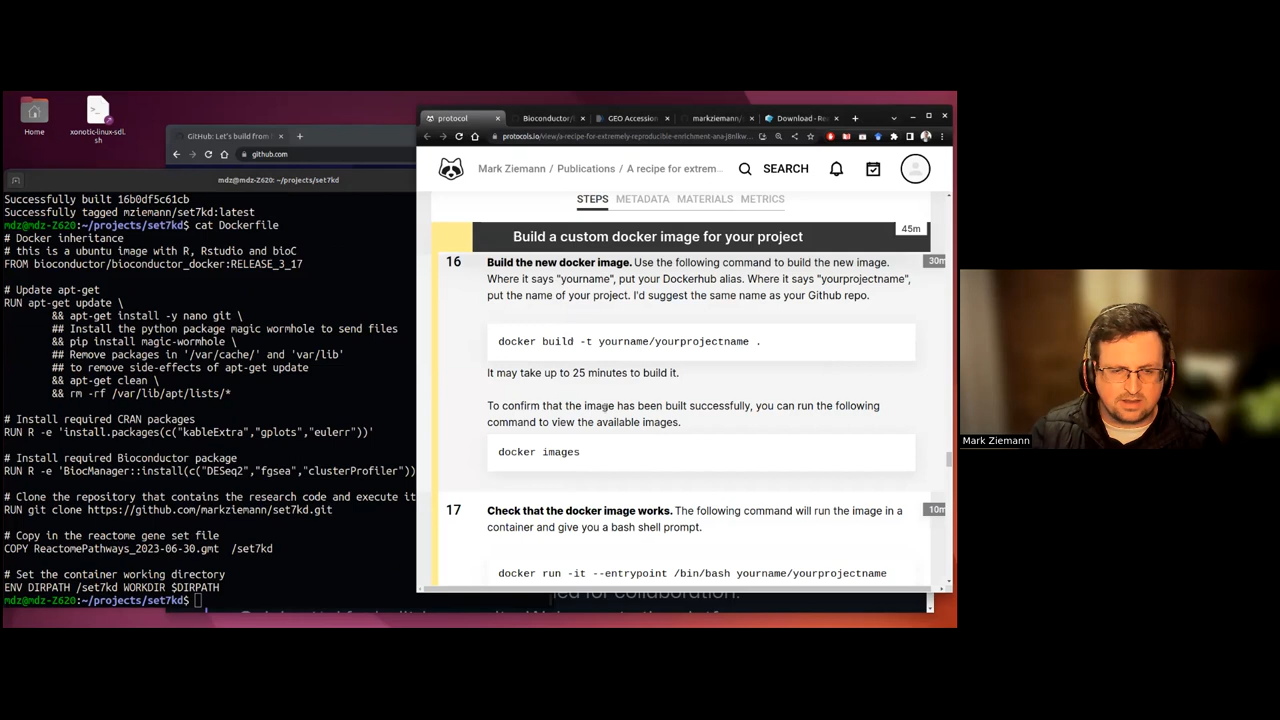 Home
xonotic-linux-sdl.
sh
GitHub: Let's build from
github.com
mdz@mdz-Z620: ~/projects/set7kd
Successfully built 16b0df5c61cb
Successfully tagged mziemann/set7kd:latest
mdz@mdz-Z620:~/projects/set7kd$ cat Dockerfile
# Docker inheritance
# this is a ubuntu image with R, Rstudio and bioC
FROM bioconductor/bioconductor_docker:RELEASE_3_17
# Update apt-get
RUN apt-get update \
&& apt-get install -y nano git \
## Install the python package magic wormhole to send files
&& pip install magic-wormhole \
## Remove packages in '/var/cache/' and 'var/lib'
## to remove side-effects of apt-get update
&& apt-get clean \
&& rm -rf /var/lib/apt/lists/*
# Install required CRAN packages
RUN R -e 'install.packages(c("kableExtra","gplots","eulerr"))'
# Install required Bioconductor package
RUN R -e 'BiocManager::install(c("DESeq2","fgsea","clusterProfiler"))
# Clone the repository that contains the research code and execute it
RUN git clone https://github.com/markziemann/set7kd.git
# Copy in the reactome gene set file
COPY ReactomePathways_2023-06-30.gmt /set7kd
# Set the container working directory
ENV DIRPATH /set7kd WORKDIR $DIRPATH
mdz@mdz-Z620:~/projects/set7kd$
protocol
Bioconductor/
GEO Accession
markziemann/
Download - Re
protocols.io/view/a-recipe-for-extremely-reproducible-enrichment-ana-j8nlkw...
Mark Ziemann / Publications / A recipe for extrem...
SEARCH
STEPS METADATA MATERIALS METRICS
Build a custom docker image for your project
45m
16
Build the new docker image. Use the following command to build the new image.
30m
Where it says "yourname", put your Dockerhub alias. Where it says "yourprojectname",
put the name of your project. I'd suggest the same name as your Github repo.
docker build -t yourname/yourprojectname .
It may take up to 25 minutes to build it.
To confirm that the image has been built successfully, you can run the following
command to view the available images.
docker images
17
Check that the docker image works. The following command will run the image in a
10m
container and give you a bash shell prompt.
docker run -it --entrypoint /bin/bash yourname/yourprojectname
for collaboration.
Mark Ziemann